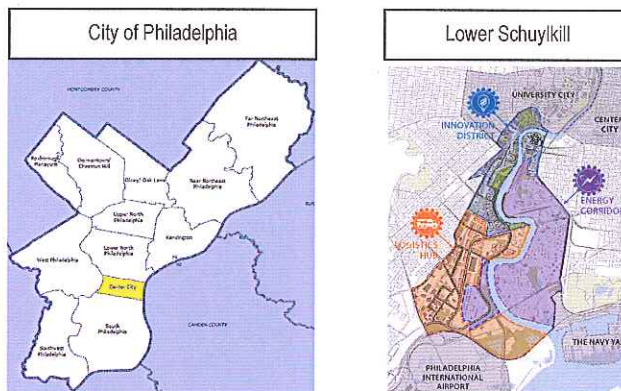 City of Philadelphia
MONTGOMERY COUNTY
Far Northeast
Philadelphia
Roxborough/
Manayunk
Germantown/
Chestnut Hill
Olney/ Oak Lane
Near Northeast
Philadelphia
Upper North
Philadelphia
Kensington
Lower North
Philadelphia
West Philadelphia
Center City
South
Philadelphia
Southwest
Philadelphia
CAMDEN COUNTY
Lower Schuylkill
UNIVERSITY CITY
INNOVATION
DISTRICT
CENTER
CITY
ENERGY
CORRIDOR
LOGISTICS
HUB
THE NAVY YA
PHILADELPHIA
INTERNATIONAL
AIRPORT